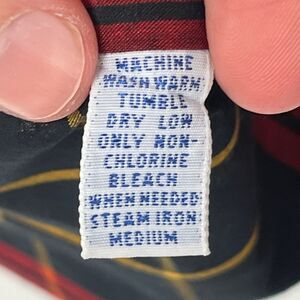 MACHINE
WASH WARM
TUMBLE
DRY LOW
ONLY NON-
CHLORINE
BLEACH
WHEN NEEDED
STEAM IRON
MEDIUM